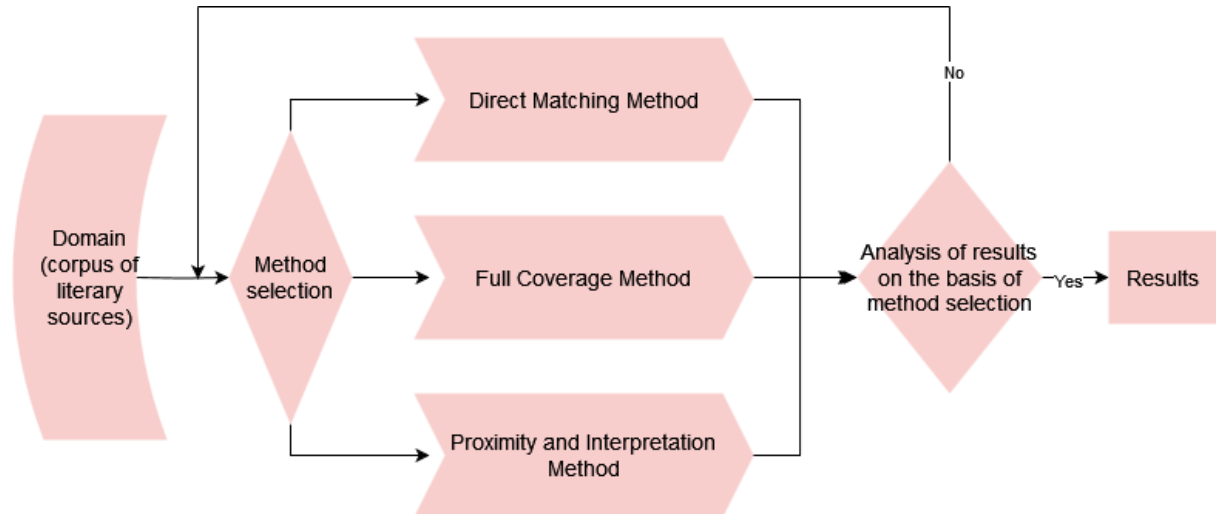 No
Direct Matching Method
Domain
(corpus of
literary
sources)
Method
selection
Full Coverage Method
Analysis of results
on the basis of
method selection
Yes
Results
Proximity and Interpretation
Method